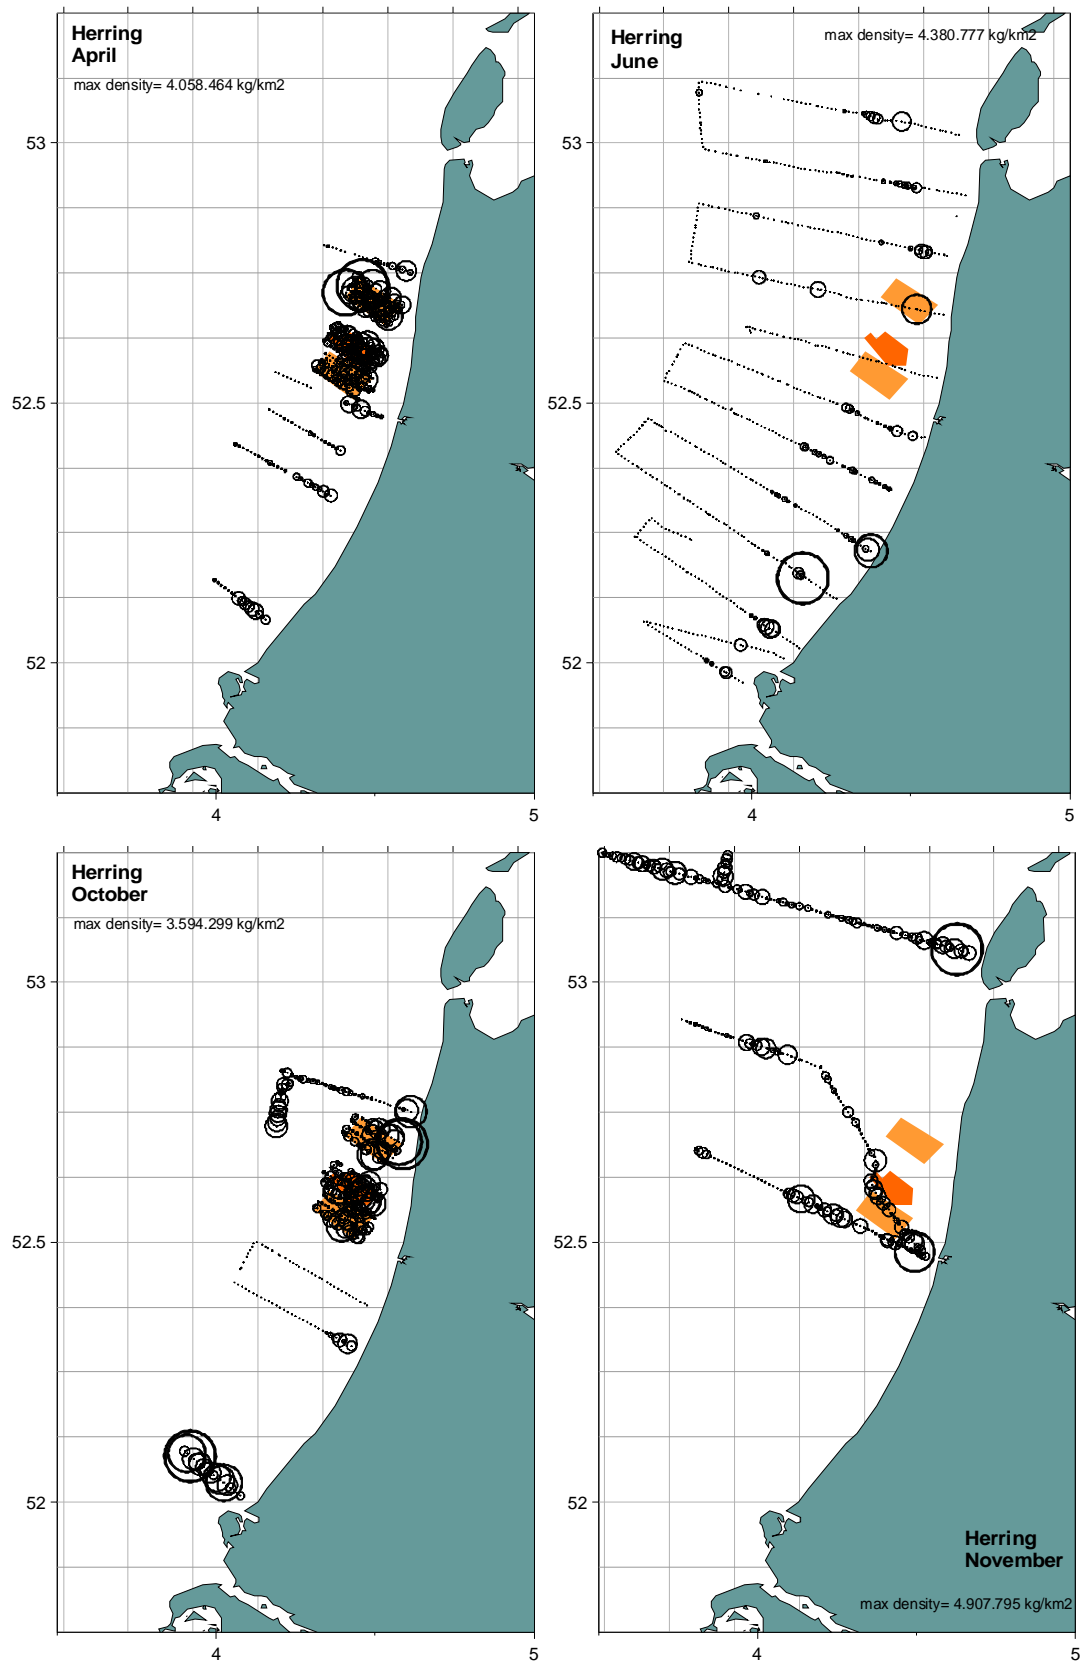 Herring
April
max density= 4.058.464 kg/km2
53
52.5
52
4
5
Herring
June
max density= 4.380.777 kg/km2
53
52.5
52
4
5
Herring
October
max density= 3.594.299 kg/km2
53
52.5
52
4
5
53
52.5
52
Herring
November
max density= 4.907.795 kg/km2
4
5